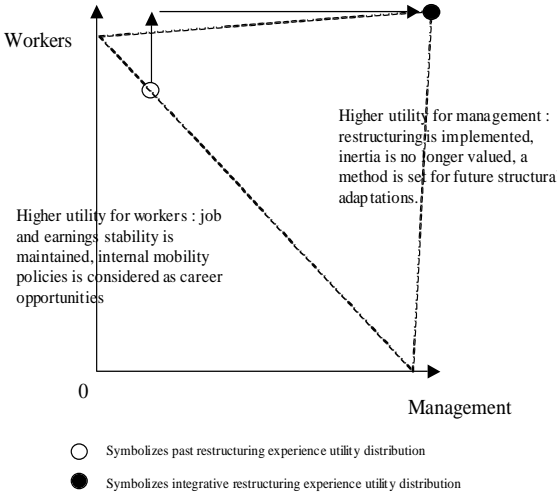 Workers
Higher utility for management :
restructuring is implemented,
inertia is no longer valued, a
method is set for future structura
adaptations.
Higher utility for workers : job
and earnings stability is
maintained, internal mobility
policies is considered as career
opportunities
0
Management
Symbolizes past restructuring experience utility distribution
Symbolizes integrative restructuring experience utility distribution